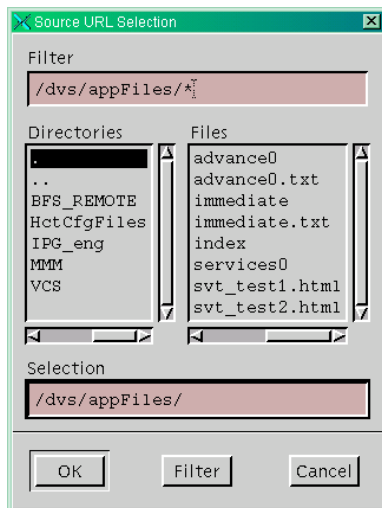 Source URL Selection
Filter
/dvs/appFiles/*
Directories
.
..
BFS_REMOTE
HctCfgFiles
IPG_eng
MMM
VCS
Files
advance0
advance0.txt
immediate
immediate.txt
index
services0
svt_test1.html
svt_test2.html
Selection
/dvs/appFiles/
OK
Filter
Cancel